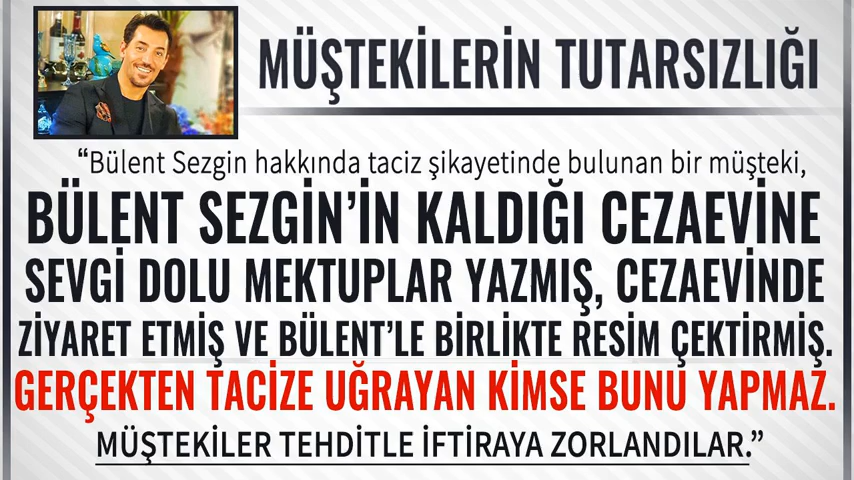 MÜŞTEKİLERİN TUTARSIZLIĞI
“Bülent Sezgin hakkında taciz şikayetinde bulunan bir müşteki,
BÜLENT SEZGİN’İN KALDIĞI CEZAEVİNE
SEVGİ DOLU MEKTUPLAR YAZMIŞ, CEZAEVİNDE
ZİYARET ETMİŞ VE BÜLENT’LE BİRLİKTE RESİM ÇEKTİRMİŞ.
GERÇEKTEN TACİZE UĞRAYAN KİMSE BUNU YAPMAZ.
MÜŞTEKİLER TEHDİTLE İFTİRAYA ZORLANDILAR.”